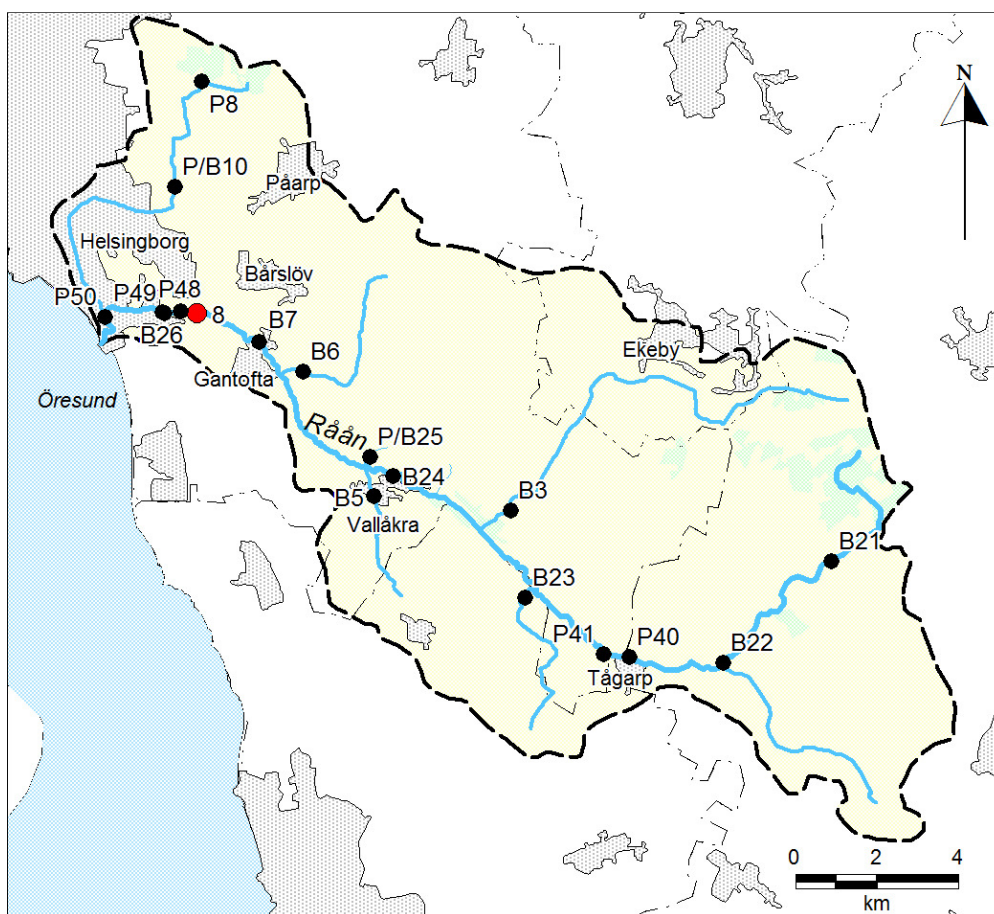 N
P8
P/B10
Påarp
Helsingborg
Bårslöv
P50
P49
P48
8
B26
B7
B6
Gantofta
Ekeby
Öresund
Råån
P/B25
B24
B5
Vallåkra
B3
B21
B23
P41
P40
B22
Tågarp
0 2 4
km